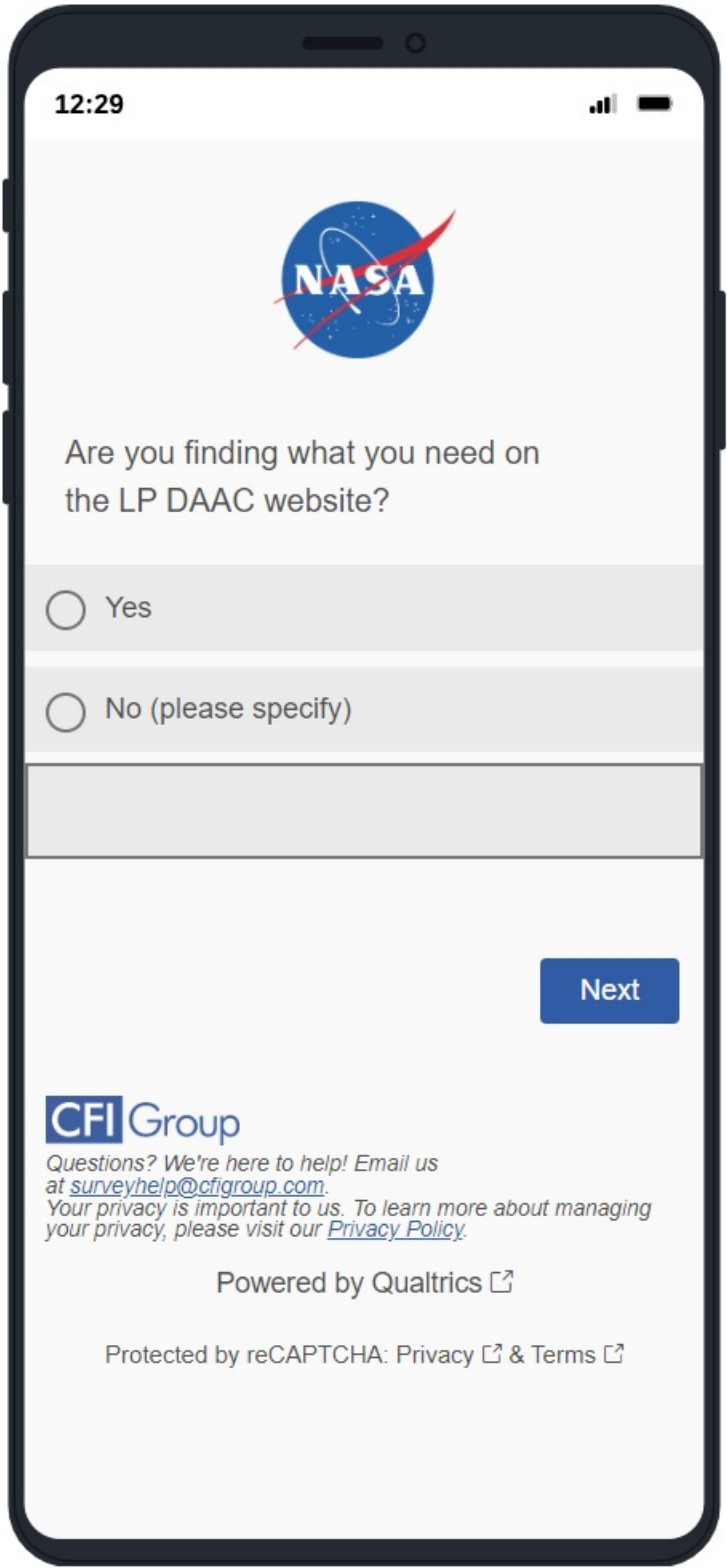 12:29
NASA
Are you finding what you need on
the LP DAAC website?
Yes
No (please specify)
Next
CFI Group
Questions? We're here to help! Email us
at surveyhelp@cfigroup.com.
Your privacy is important to us. To learn more about managing
your privacy, please visit our Privacy Policy.
Powered by Qualtrics
Protected by reCAPTCHA: Privacy & Terms